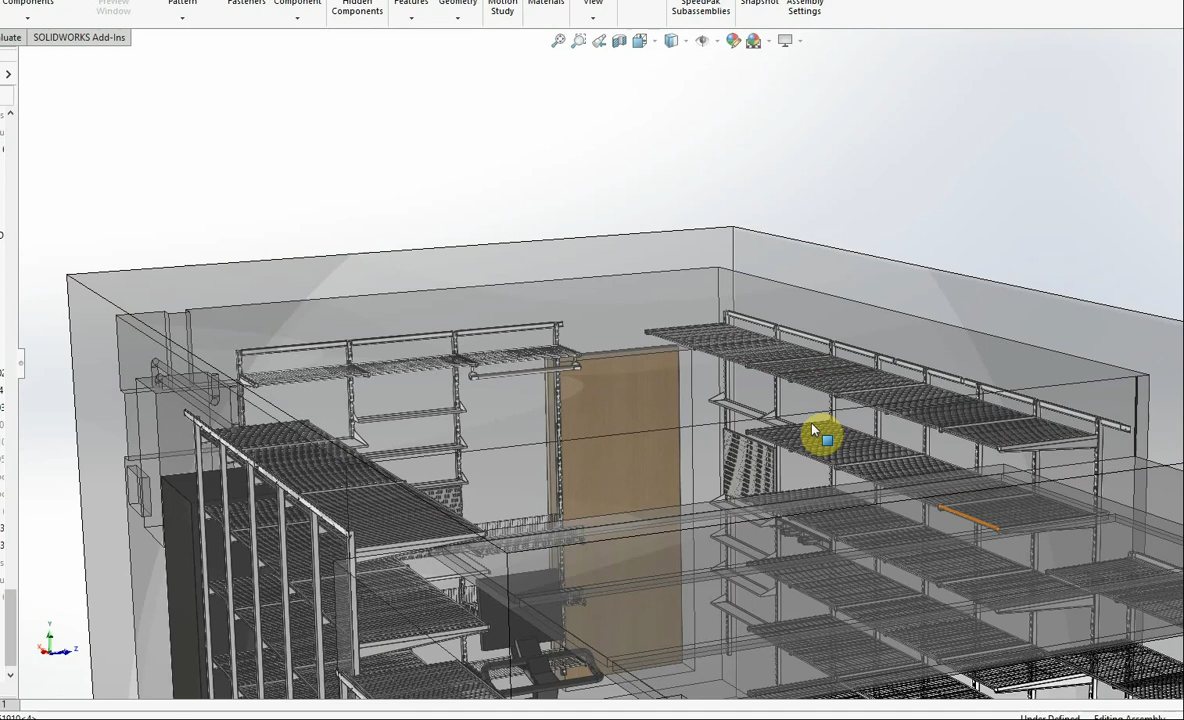 Components
Preview
Window
Pattern
Fasteners
Component
Hidden
Components
Features
Geometry
Motion
Study
Materials
View
SpeedPak
Subassemblies
Snapshot
Assembly
Settings
luate
SOLIDWORKS Add-Ins
Y
X
Z
1
Under Defined
Editing Assembly